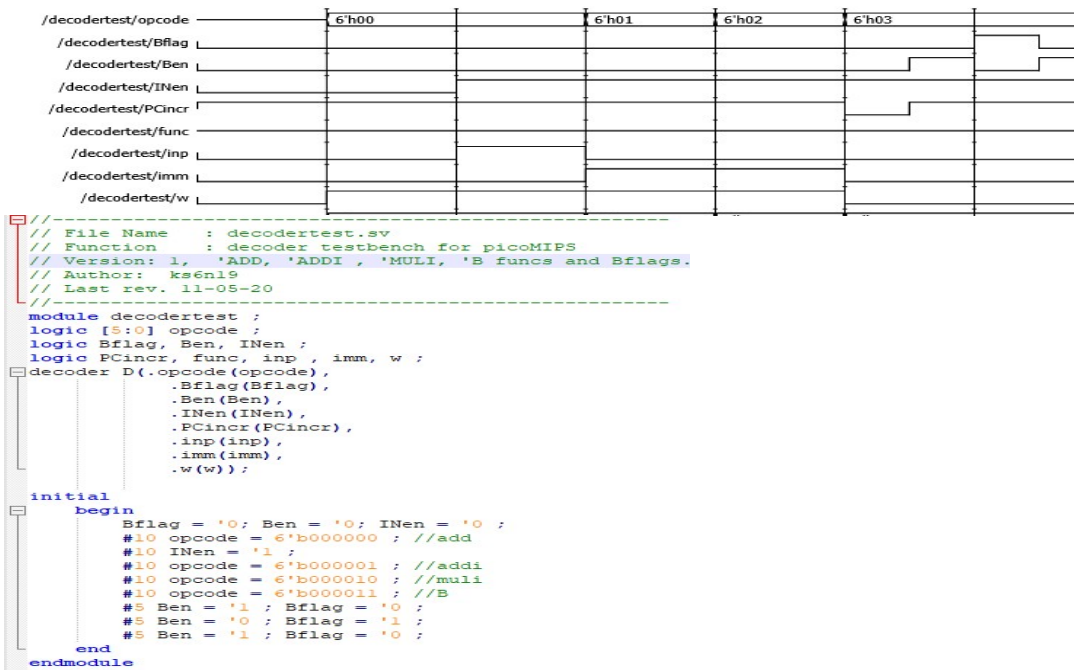 /decodertest/opcode 6'h00 6'h01 6'h02 6'h03
/decodertest/Bflag
/decodertest/Ben
/decodertest/INen
/decodertest/PCincr
/decodertest/func
/decodertest/inp
/decodertest/imm
/decodertest/w
//-----------------------------------------------------
// File Name : decodertest.sv
// Function : decoder testbench for picoMIPS
// Version: 1, 'ADD, 'ADDI , 'MULI, 'B funcs and Bflags.
// Author: ks6n19
// Last rev. 11-05-20
//-----------------------------------------------------
module decodertest ;
logic [5:0] opcode ;
logic Bflag, Ben, INen ;
logic PCincr, func, inp , imm, w ;
decoder D(.opcode(opcode),
.Bflag(Bflag),
.Ben(Ben),
.INen(INen),
.PCincr(PCincr),
.inp(inp),
.imm(imm),
.w(w));
initial
begin
Bflag = '0; Ben = '0; INen = '0 ;
#10 opcode = 6'b000000 ; //add
#10 INen = '1 ;
#10 opcode = 6'b000001 ; //addi
#10 opcode = 6'b000010 ; //muli
#10 opcode = 6'b000011 ; //B
#5 Ben = '1 ; Bflag = '0 ;
#5 Ben = '0 ; Bflag = '1 ;
#5 Ben = '1 ; Bflag = '0 ;
end
endmodule